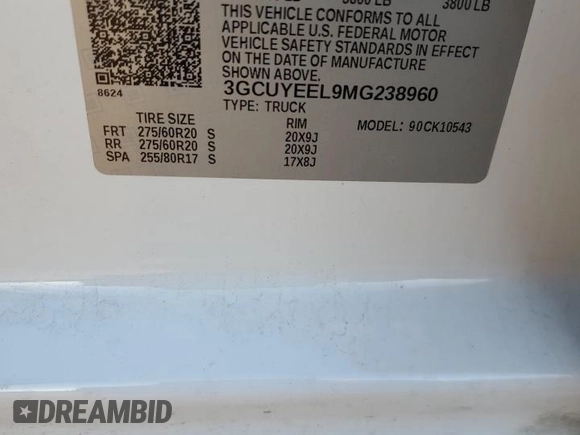 3800 LB
THIS VEHICLE CONFORMS TO ALL
APPLICABLE U.S. FEDERAL MOTOR
VEHICLE SAFETY STANDARDS IN EFFECT
ON THE DATE OF MANUFACTURE
SHOWN ABOVE.
8624
3GCUYEEL9MG238960
TYPE: TRUCK
TIRE SIZE RIM MODEL: 90CK10543
FRT 275/60R20 S 20X9J
RR 275/60R20 S 20X9J
SPA 255/80R17 S 17X8J
DREAMBID